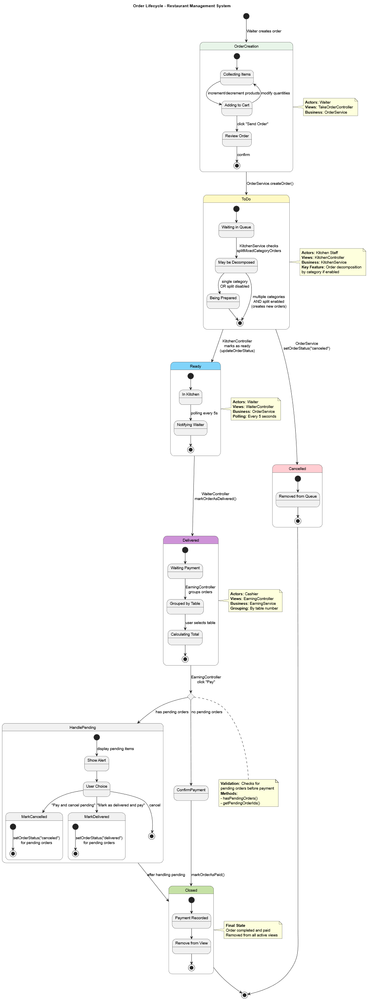 Order Lifecycle - Restaurant Management System
Waiter creates order
OrderCreation
Collecting Items
increment/decrement products
modify quantities
Adding to Cart
click "Send Order"
Review Order
confirm
Actors: Waiter
Views: TakeOrderController
Business: OrderService
OrderService.createOrder()
ToDo
Waiting in Queue
KitchenService checks
splitMixedCategoryOrders
May be Decomposed
single category
OR split disabled
Being Prepared
multiple categories
AND split enabled
(creates new orders)
Actors: Kitchen Staff
Views: KitchenController
Business: KitchenService
Key Feature: Order decomposition
by category if enabled
KitchenController
marks as ready
(updateOrderStatus)
OrderService
setOrderStatus("canceled")
Ready
In Kitchen
polling every 5s
Notifying Waiter
Actors: Waiter
Views: WaiterController
Business: OrderService
Polling: Every 5 seconds
Cancelled
Removed from Queue
WaiterController
markOrderAsDelivered()
Delivered
Waiting Payment
EarningController
groups orders
Grouped by Table
user selects table
Calculating Total
Actors: Cashier
Views: EarningController
Business: EarningService
Grouping: By table number
EarningController
click "Pay"
has pending orders
no pending orders
HandlePending
display pending items
Show Alert
User Choice
"Pay and cancel pending"
"Mark as delivered and pay"
cancel
MarkCancelled
setOrderStatus("canceled")
for pending orders
MarkDelivered
setOrderStatus("delivered")
for pending orders
ConfirmPayment
Validation: Checks for
pending orders before payment
Methods:
- hasPendingOrders()
- getPendingOrderIds()
after handling pending
markOrderAsPaid()
Closed
Payment Recorded
Remove from View
Final State
Order completed and paid
Removed from all active views